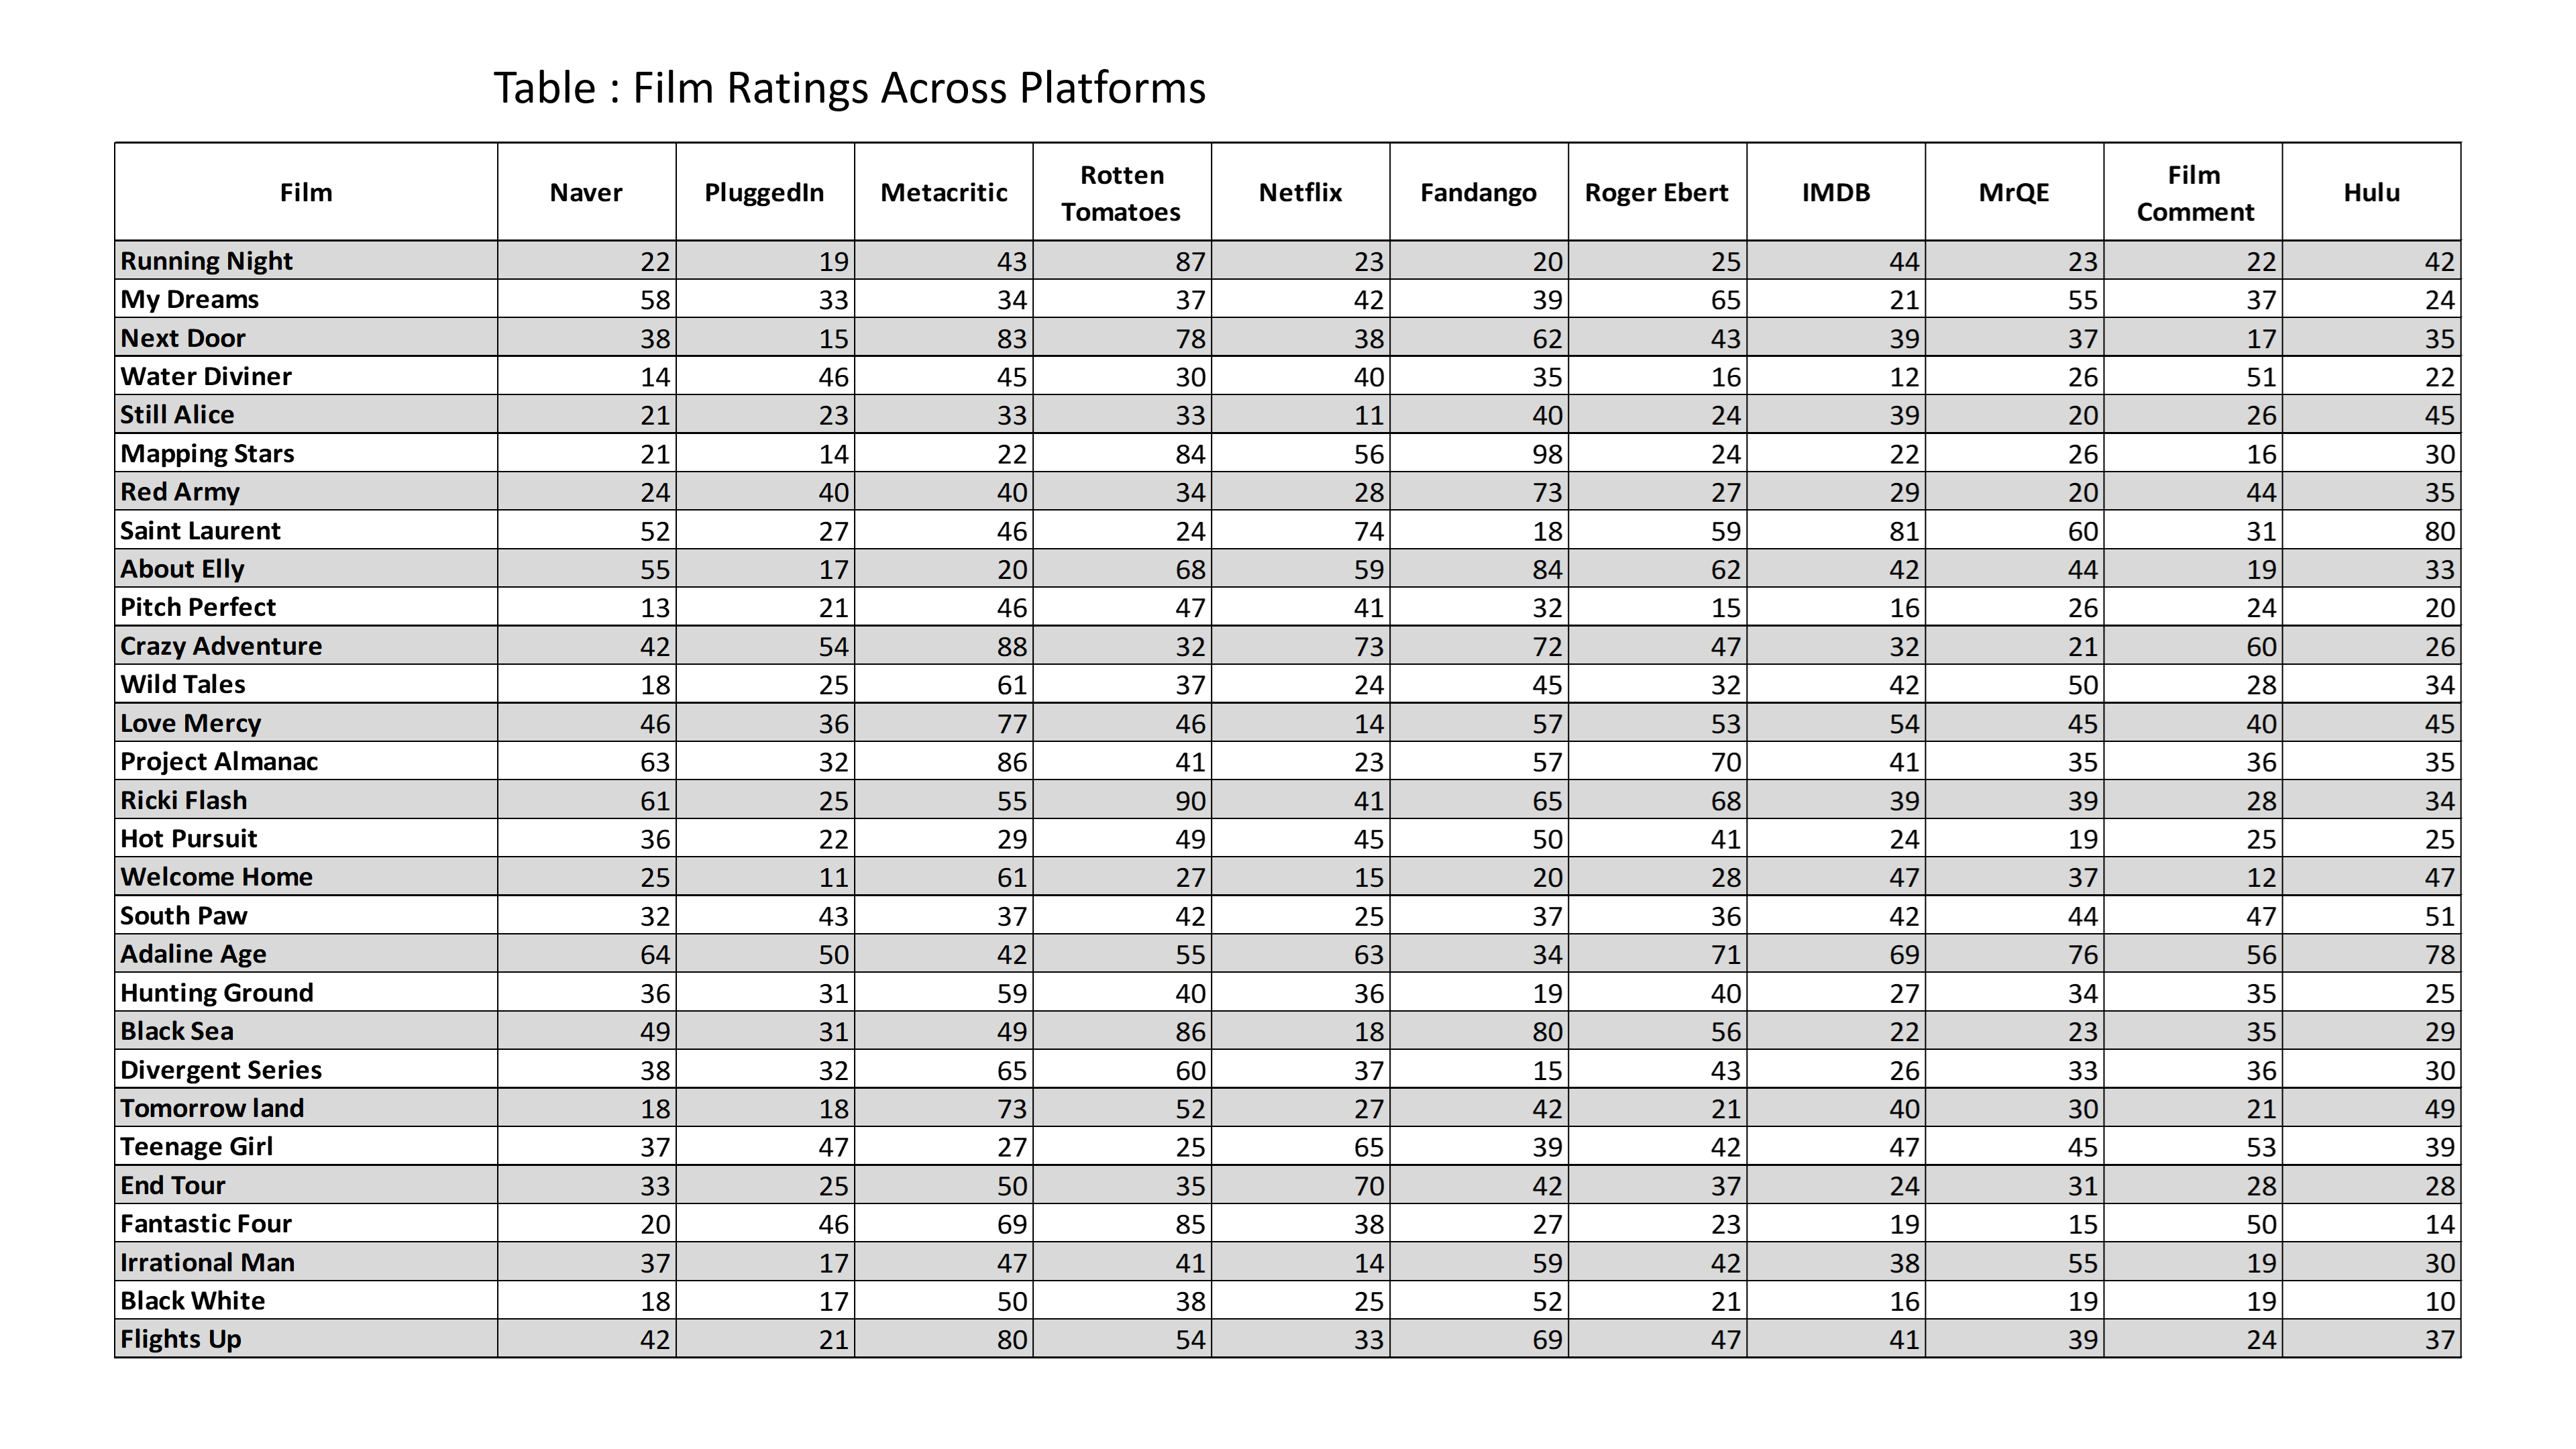 Table : Film Ratings Across Platforms
Film Naver PluggedIn Metacritic Rotten Tomatoes Netflix Fandango Roger Ebert IMDB MrQE Film Comment Hulu
Running Night 22 19 43 87 23 20 25 44 23 22 42
My Dreams 58 33 34 37 42 39 65 21 55 37 24
Next Door 38 15 83 78 38 62 43 39 37 17 35
Water Diviner 14 46 45 30 40 35 16 12 26 51 22
Still Alice 21 23 33 33 11 40 24 39 20 26 45
Mapping Stars 21 14 22 84 56 98 24 22 26 16 30
Red Army 24 40 40 34 28 73 27 29 20 44 35
Saint Laurent 52 27 46 24 74 18 59 81 60 31 80
About Elly 55 17 20 68 59 84 62 42 44 19 33
Pitch Perfect 13 21 46 47 41 32 15 16 26 24 20
Crazy Adventure 42 54 88 32 73 72 47 32 21 60 26
Wild Tales 18 25 61 37 24 45 32 42 50 28 34
Love Mercy 46 36 77 46 14 57 53 54 45 40 45
Project Almanac 63 32 86 41 23 57 70 41 35 36 35
Ricki Flash 61 25 55 90 41 65 68 39 39 28 34
Hot Pursuit 36 22 29 49 45 50 41 24 19 25 25
Welcome Home 25 11 61 27 15 20 28 47 37 12 47
South Paw 32 43 37 42 25 37 36 42 44 47 51
Adaline Age 64 50 42 55 63 34 71 69 76 56 78
Hunting Ground 36 31 59 40 36 19 40 27 34 35 25
Black Sea 49 31 49 86 18 80 56 22 23 35 29
Divergent Series 38 32 65 60 37 15 43 26 33 36 30
Tomorrow land 18 18 73 52 27 42 21 40 30 21 49
Teenage Girl 37 47 27 25 65 39 42 47 45 53 39
End Tour 33 25 50 35 70 42 37 24 31 28 28
Fantastic Four 20 46 69 85 38 27 23 19 15 50 14
Irrational Man 37 17 47 41 14 59 42 38 55 19 30
Black White 18 17 50 38 25 52 21 16 19 19 10
Flights Up 42 21 80 54 33 69 47 41 39 24 37